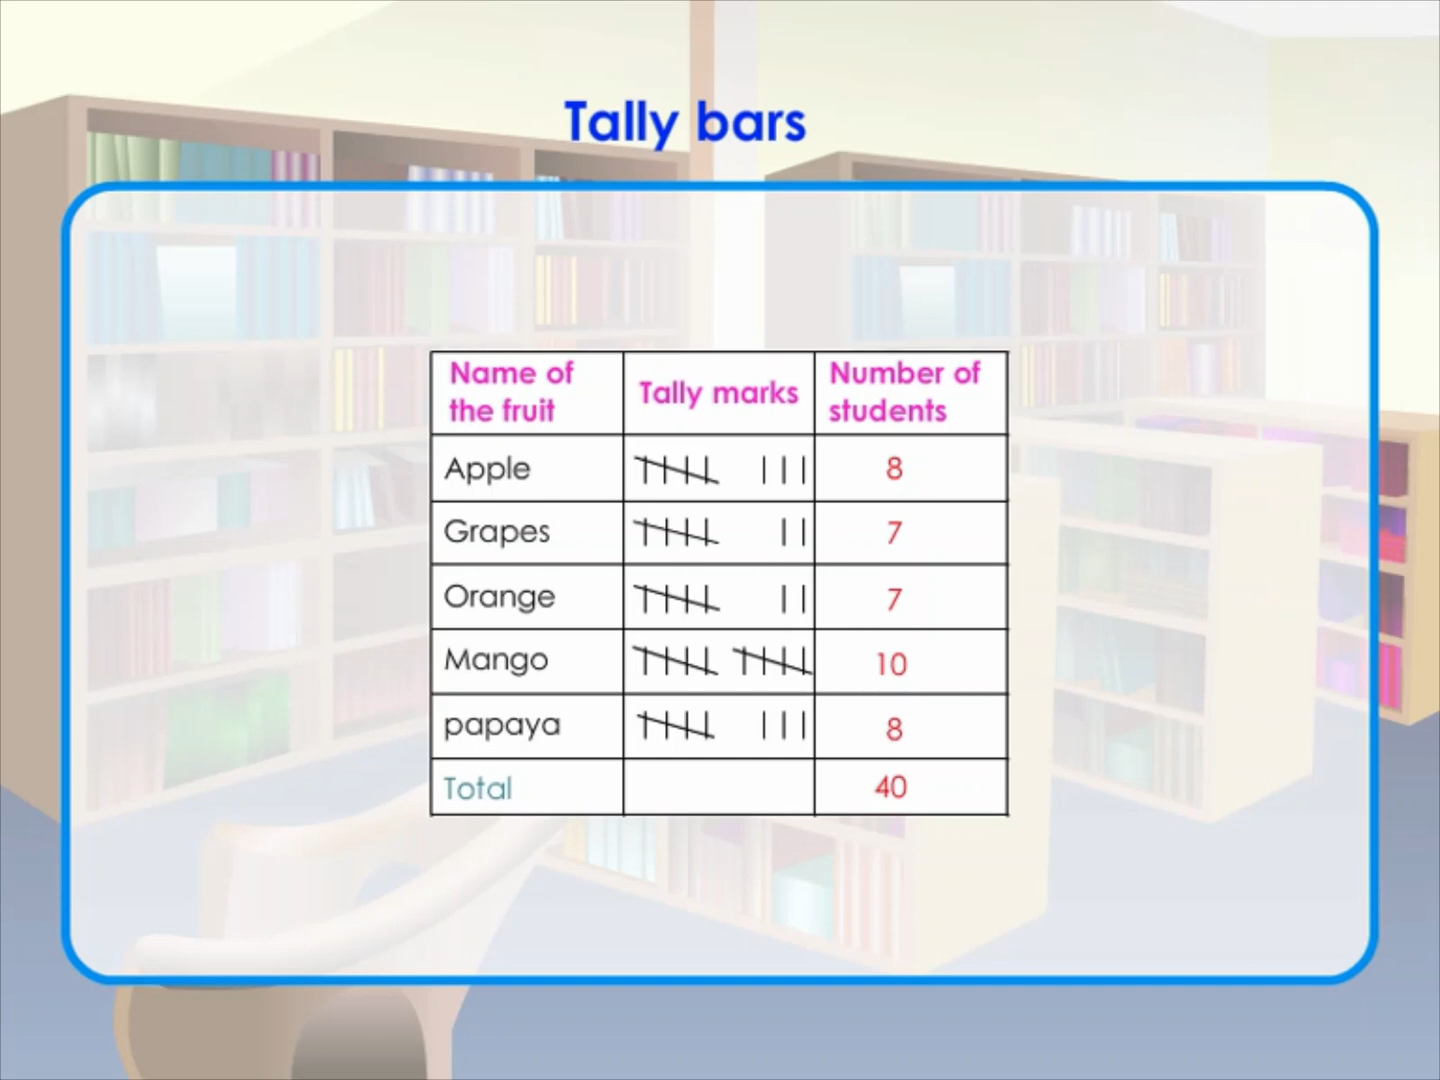 Tally bars
Name of the fruit Tally marks Number of students
Apple 8
Grapes 7
Orange 7
Mango 10
papaya 8
Total 40